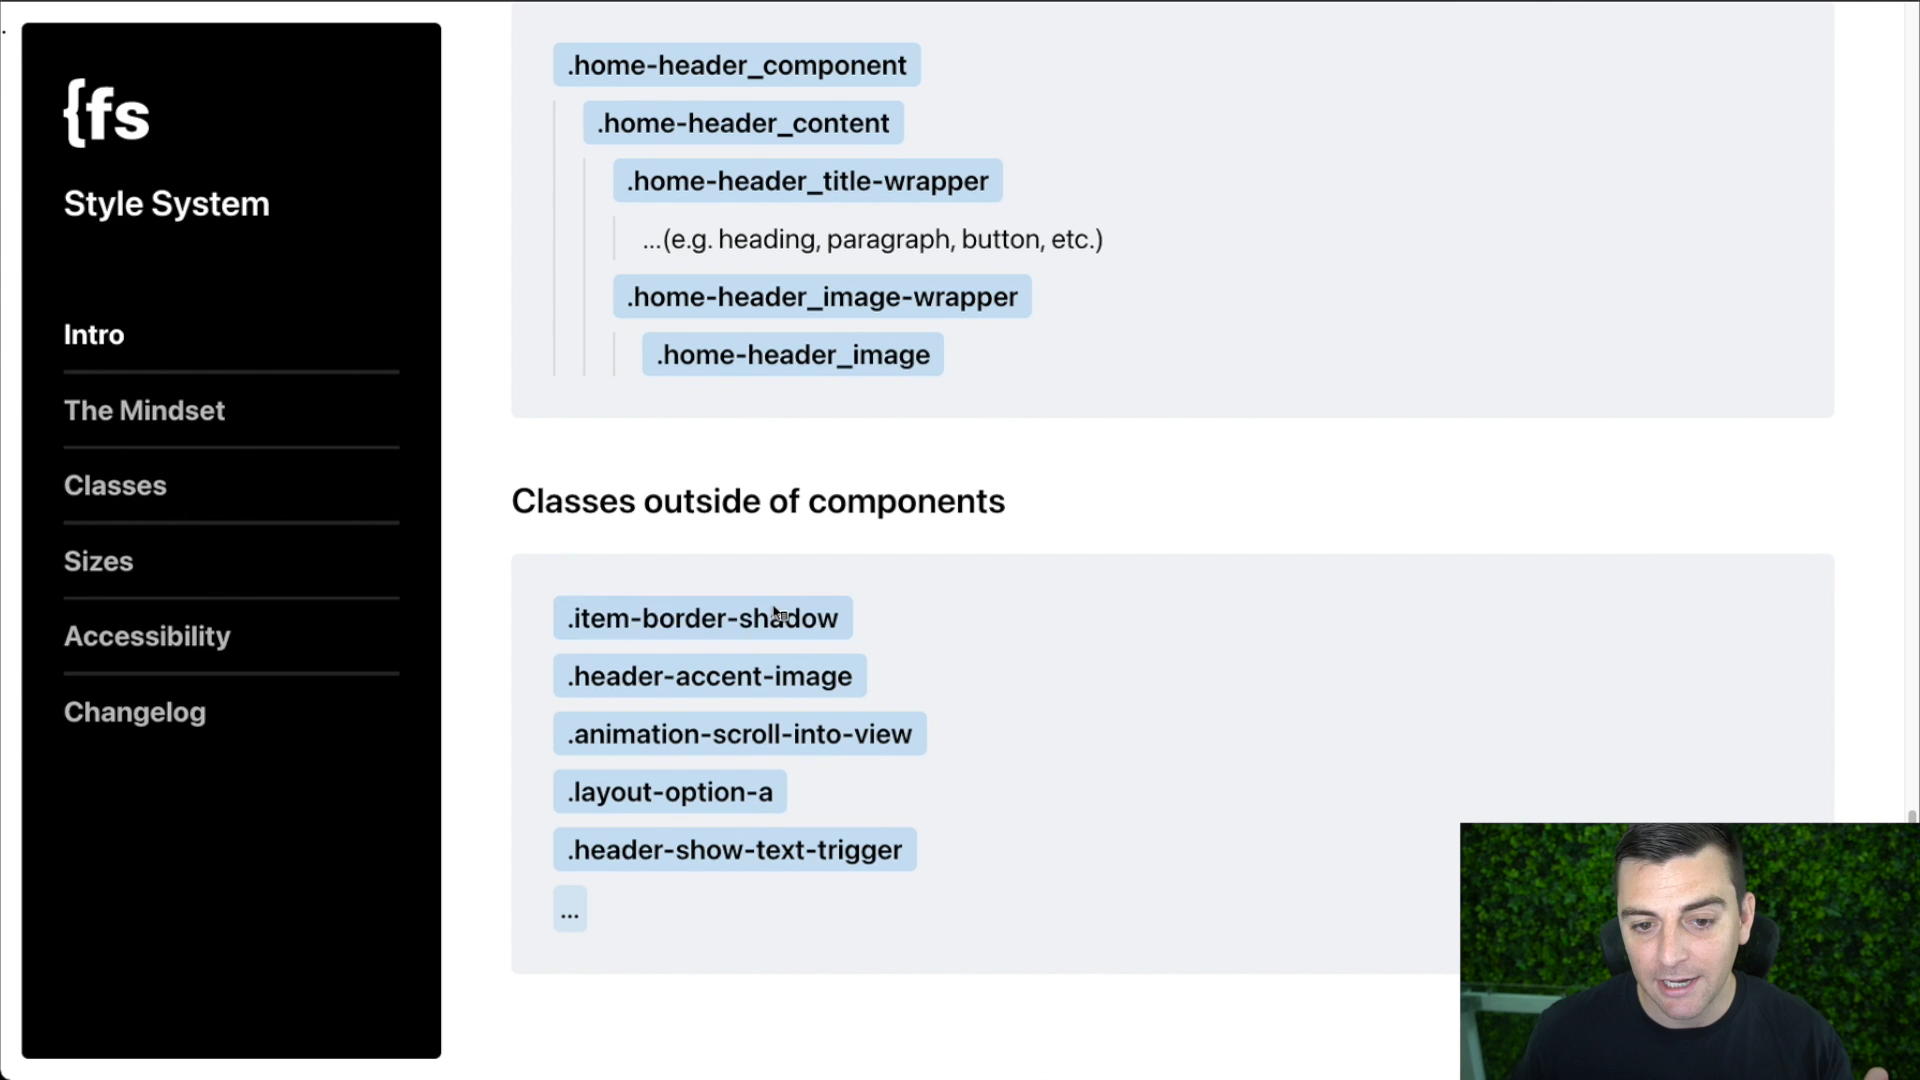 {fs
Style System
Intro
The Mindset
Classes
Sizes
Accessibility
Changelog
.home-header_component
.home-header_content
.home-header_title-wrapper
...(e.g. heading, paragraph, button, etc.)
.home-header_image-wrapper
.home-header_image
Classes outside of components
.item-border-shadow
.header-accent-image
.animation-scroll-into-view
.layout-option-a
.header-show-text-trigger
...